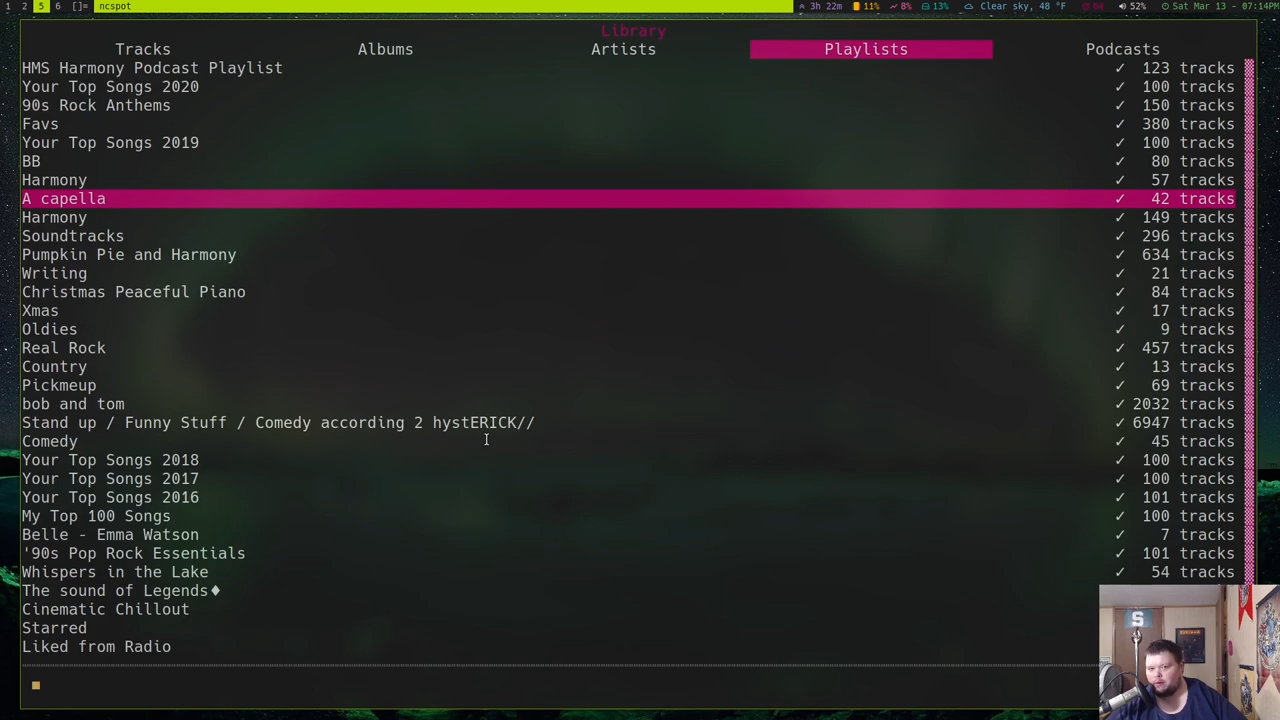 1 2 5 6 []= ncspot 3h 22m 11% 8% 13% Clear sky, 48 °F 64 52% Sat Mar 13 - 07:14PM
Library
Tracks Albums Artists Playlists Podcasts
HMS Harmony Podcast Playlist ✓ 123 tracks
Your Top Songs 2020 ✓ 100 tracks
90s Rock Anthems ✓ 150 tracks
Favs ✓ 380 tracks
Your Top Songs 2019 ✓ 100 tracks
BB ✓ 80 tracks
Harmony ✓ 57 tracks
A capella ✓ 42 tracks
Harmony ✓ 149 tracks
Soundtracks ✓ 296 tracks
Pumpkin Pie and Harmony ✓ 634 tracks
Writing ✓ 21 tracks
Christmas Peaceful Piano ✓ 84 tracks
Xmas ✓ 17 tracks
Oldies ✓ 9 tracks
Real Rock ✓ 457 tracks
Country ✓ 13 tracks
Pickmeup ✓ 69 tracks
bob and tom ✓ 2032 tracks
Stand up / Funny Stuff / Comedy according 2 hystERICK// ✓ 6947 tracks
Comedy ✓ 45 tracks
Your Top Songs 2018 ✓ 100 tracks
Your Top Songs 2017 ✓ 100 tracks
Your Top Songs 2016 ✓ 101 tracks
My Top 100 Songs ✓ 100 tracks
Belle - Emma Watson ✓ 7 tracks
'90s Pop Rock Essentials ✓ 101 tracks
Whispers in the Lake ✓ 54 tracks
The sound of Legends♦
Cinematic Chillout
Starred
Liked from Radio
S